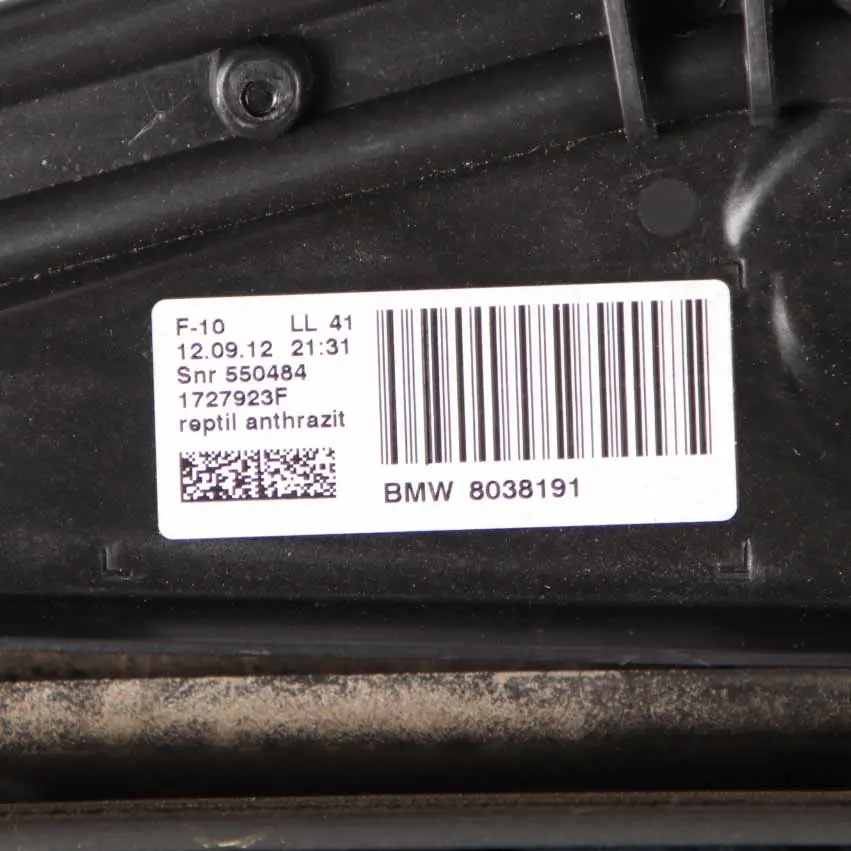 F-10 LL 41
12.09.12 21:31
Snr 550484
1727923F
reptil anthrazit
BMW 8038191